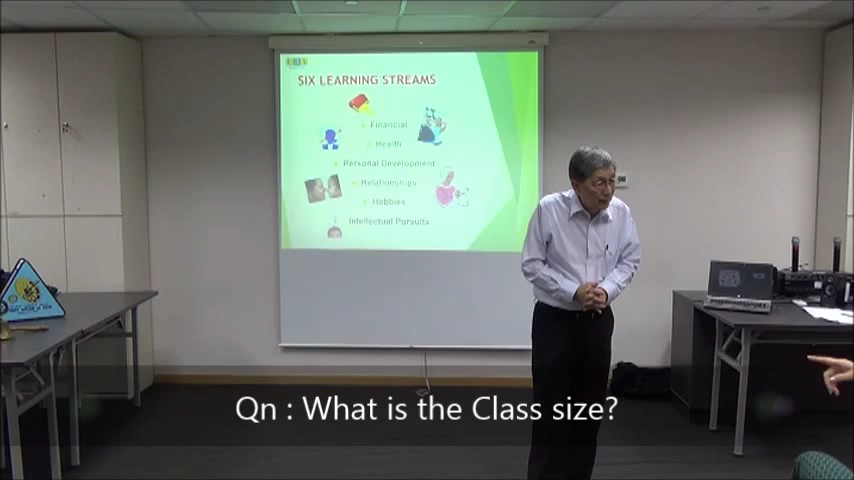 SIX LEARNING STREAMS
Financial
Health
Personal Development
Relationships
Hobbies
Intellectual Pursuits
Qn : What is the Class size?